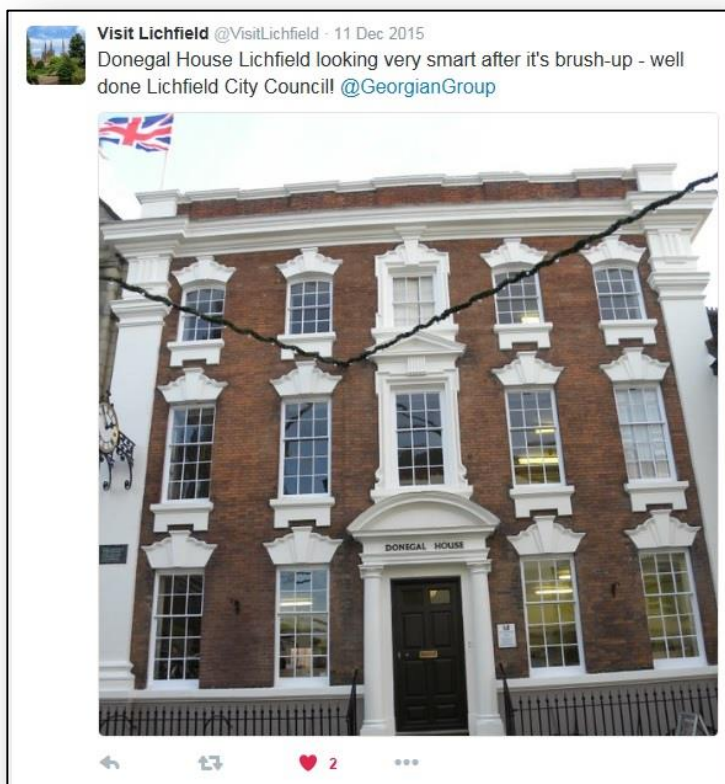 Visit Lichfield @VisitLichfield · 11 Dec 2015
Donegal House Lichfield looking very smart after it's brush-up - well
done Lichfield City Council! @GeorgianGroup
DONEGAL HOUSE
2